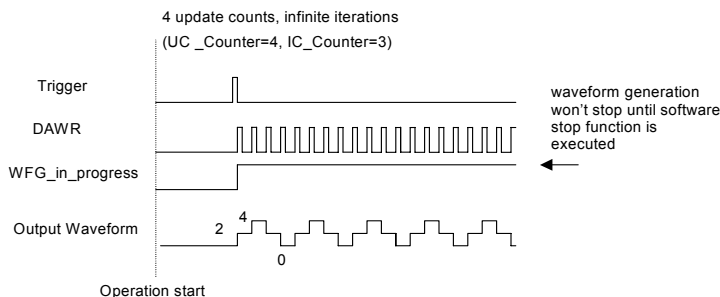 4 update counts, infinite iterations
(UC _Counter=4, IC_Counter=3)
Trigger
DAWR
WFG_in_progress
Output Waveform
2
4
0
waveform generation
won't stop until software
stop function is
executed
Operation start